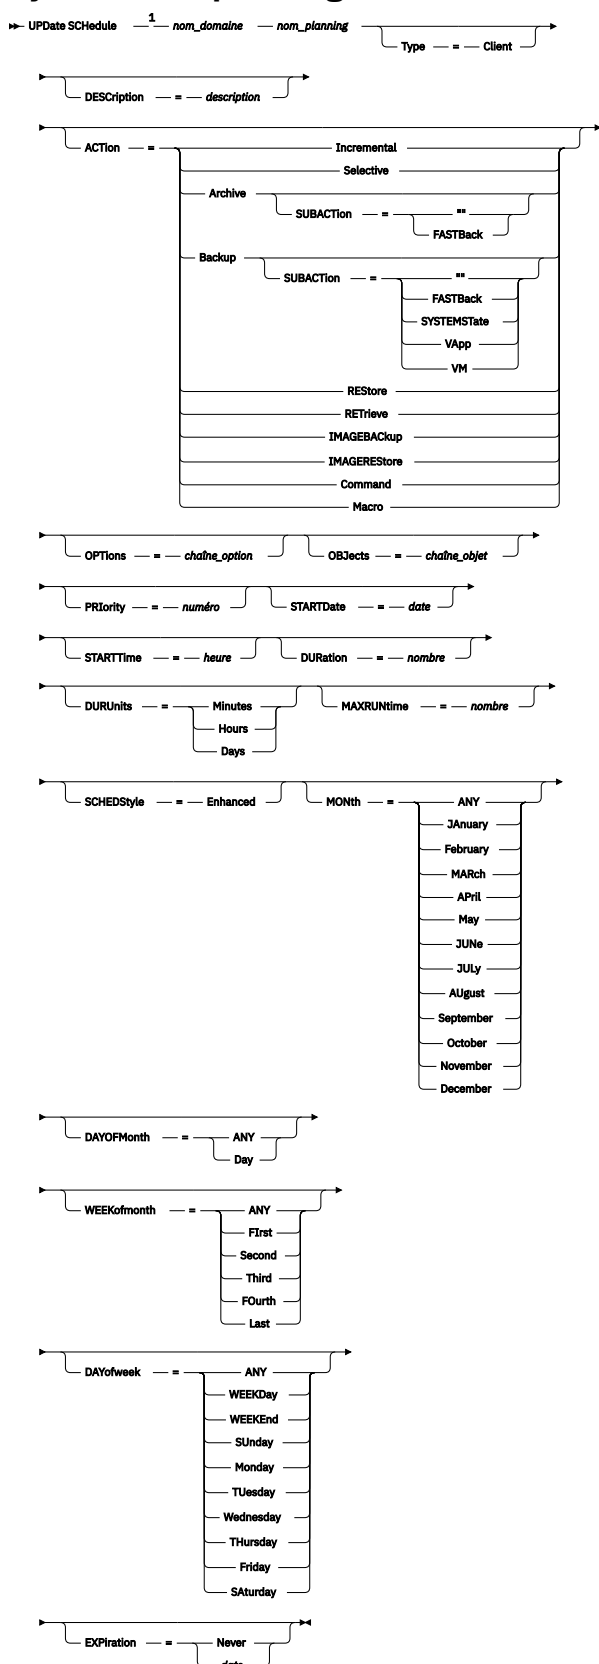 1
UPDate SCHedule nom_domaine nom_planning
Type = Client
DESCription = description
ACTion = Incremental
Selective
Archive
SUBACTion = ""
FASTBack
Backup
SUBACTion = ""
FASTBack
SYSTEMSTate
VApp
VM
REStore
RETrieve
IMAGEBACkup
IMAGEREStore
Command
Macro
OPTions = chaîne_option OBJects = chaîne_objet
PRIority = numéro STARTDate = date
STARTTime = heure DURation = nombre
DURUnits = Minutes MAXRUNtime = nombre
Hours
Days
SCHEDStyle = Enhanced MONth = ANY
JAnuary
February
MARch
APril
May
JUNe
JULy
AUgust
September
October
November
December
DAYOFMonth = ANY
Day
WEEKofmonth = ANY
FIrst
Second
Third
FOurth
Last
DAYofweek = ANY
WEEKDay
WEEKEnd
SUnday
Monday
TUesday
Wednesday
THursday
Friday
SAturday
EXPiration = Never